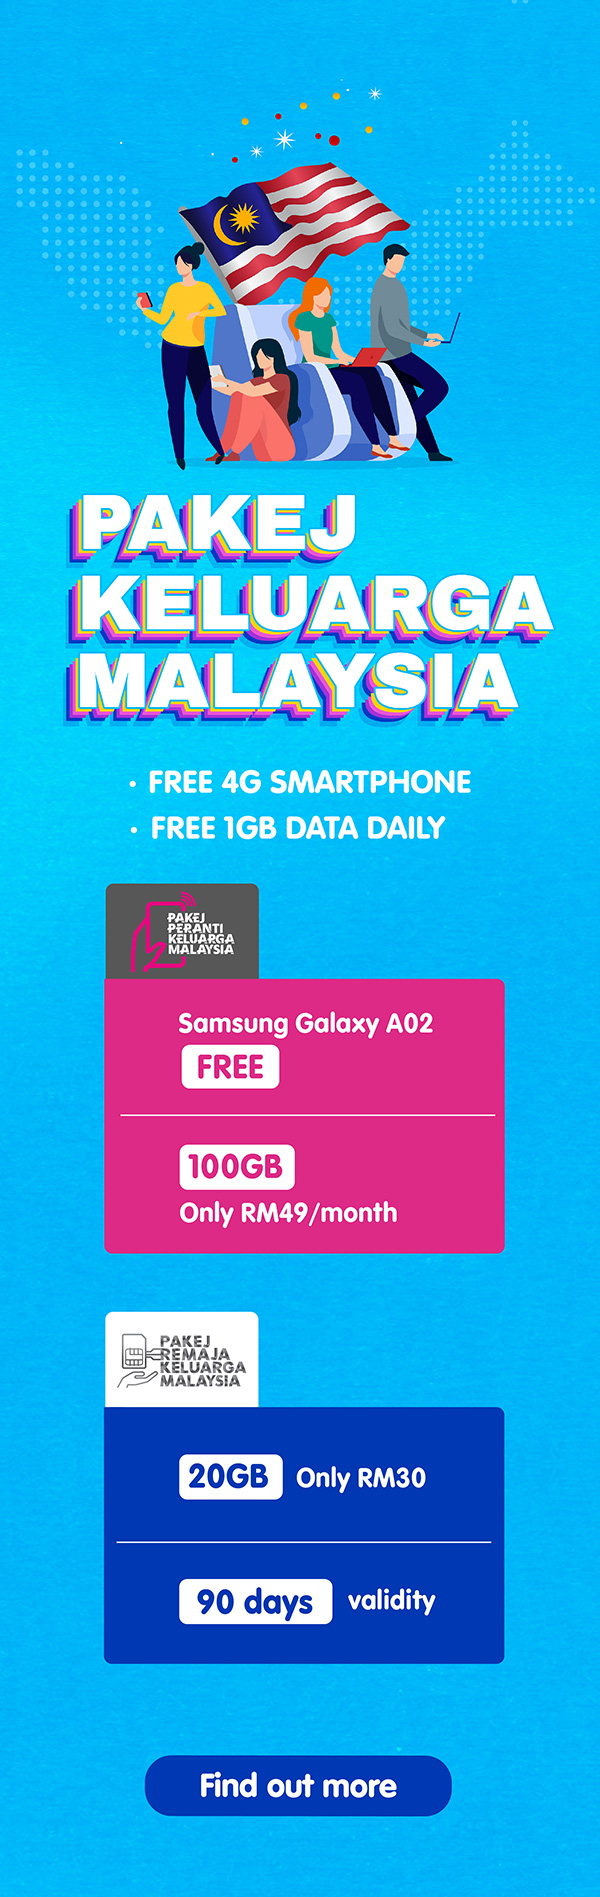 PAKEJ
KELUARGA
MALAYSIA
• FREE 4G SMARTPHONE
• FREE 1GB DATA DAILY
PAKEJ
PERANTI
KELUARGA
MALAYSIA
Samsung Galaxy A02
FREE
100GB
Only RM49/month
PAKEJ
REMAJA
KELUARGA
MALAYSIA
20GB Only RM30
90 days validity
Find out more